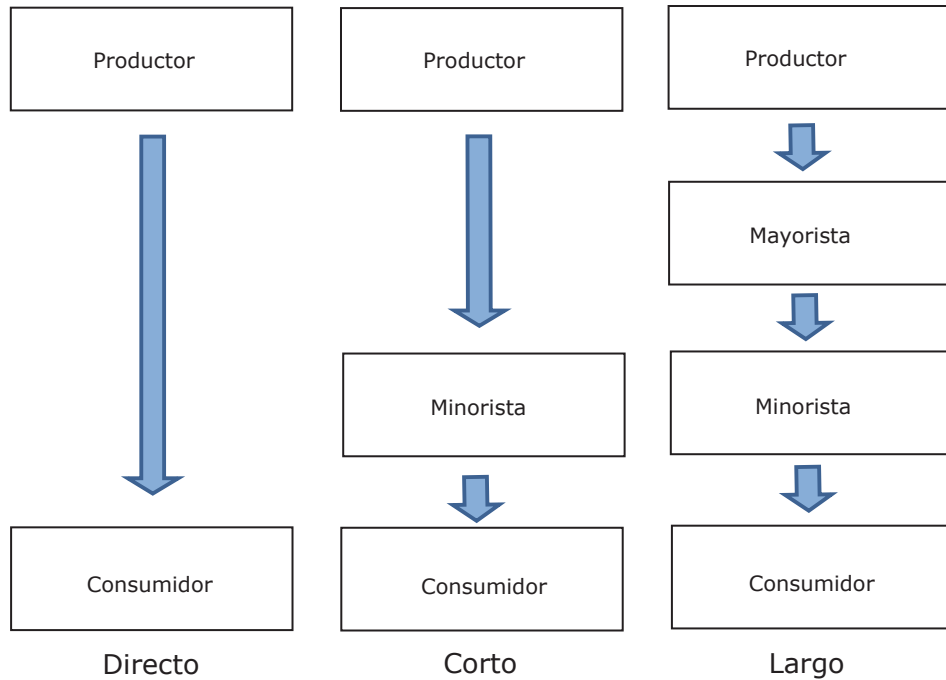 Productor
Productor
Productor
Mayorista
Minorista
Minorista
Consumidor
Consumidor
Consumidor
Directo
Corto
Largo